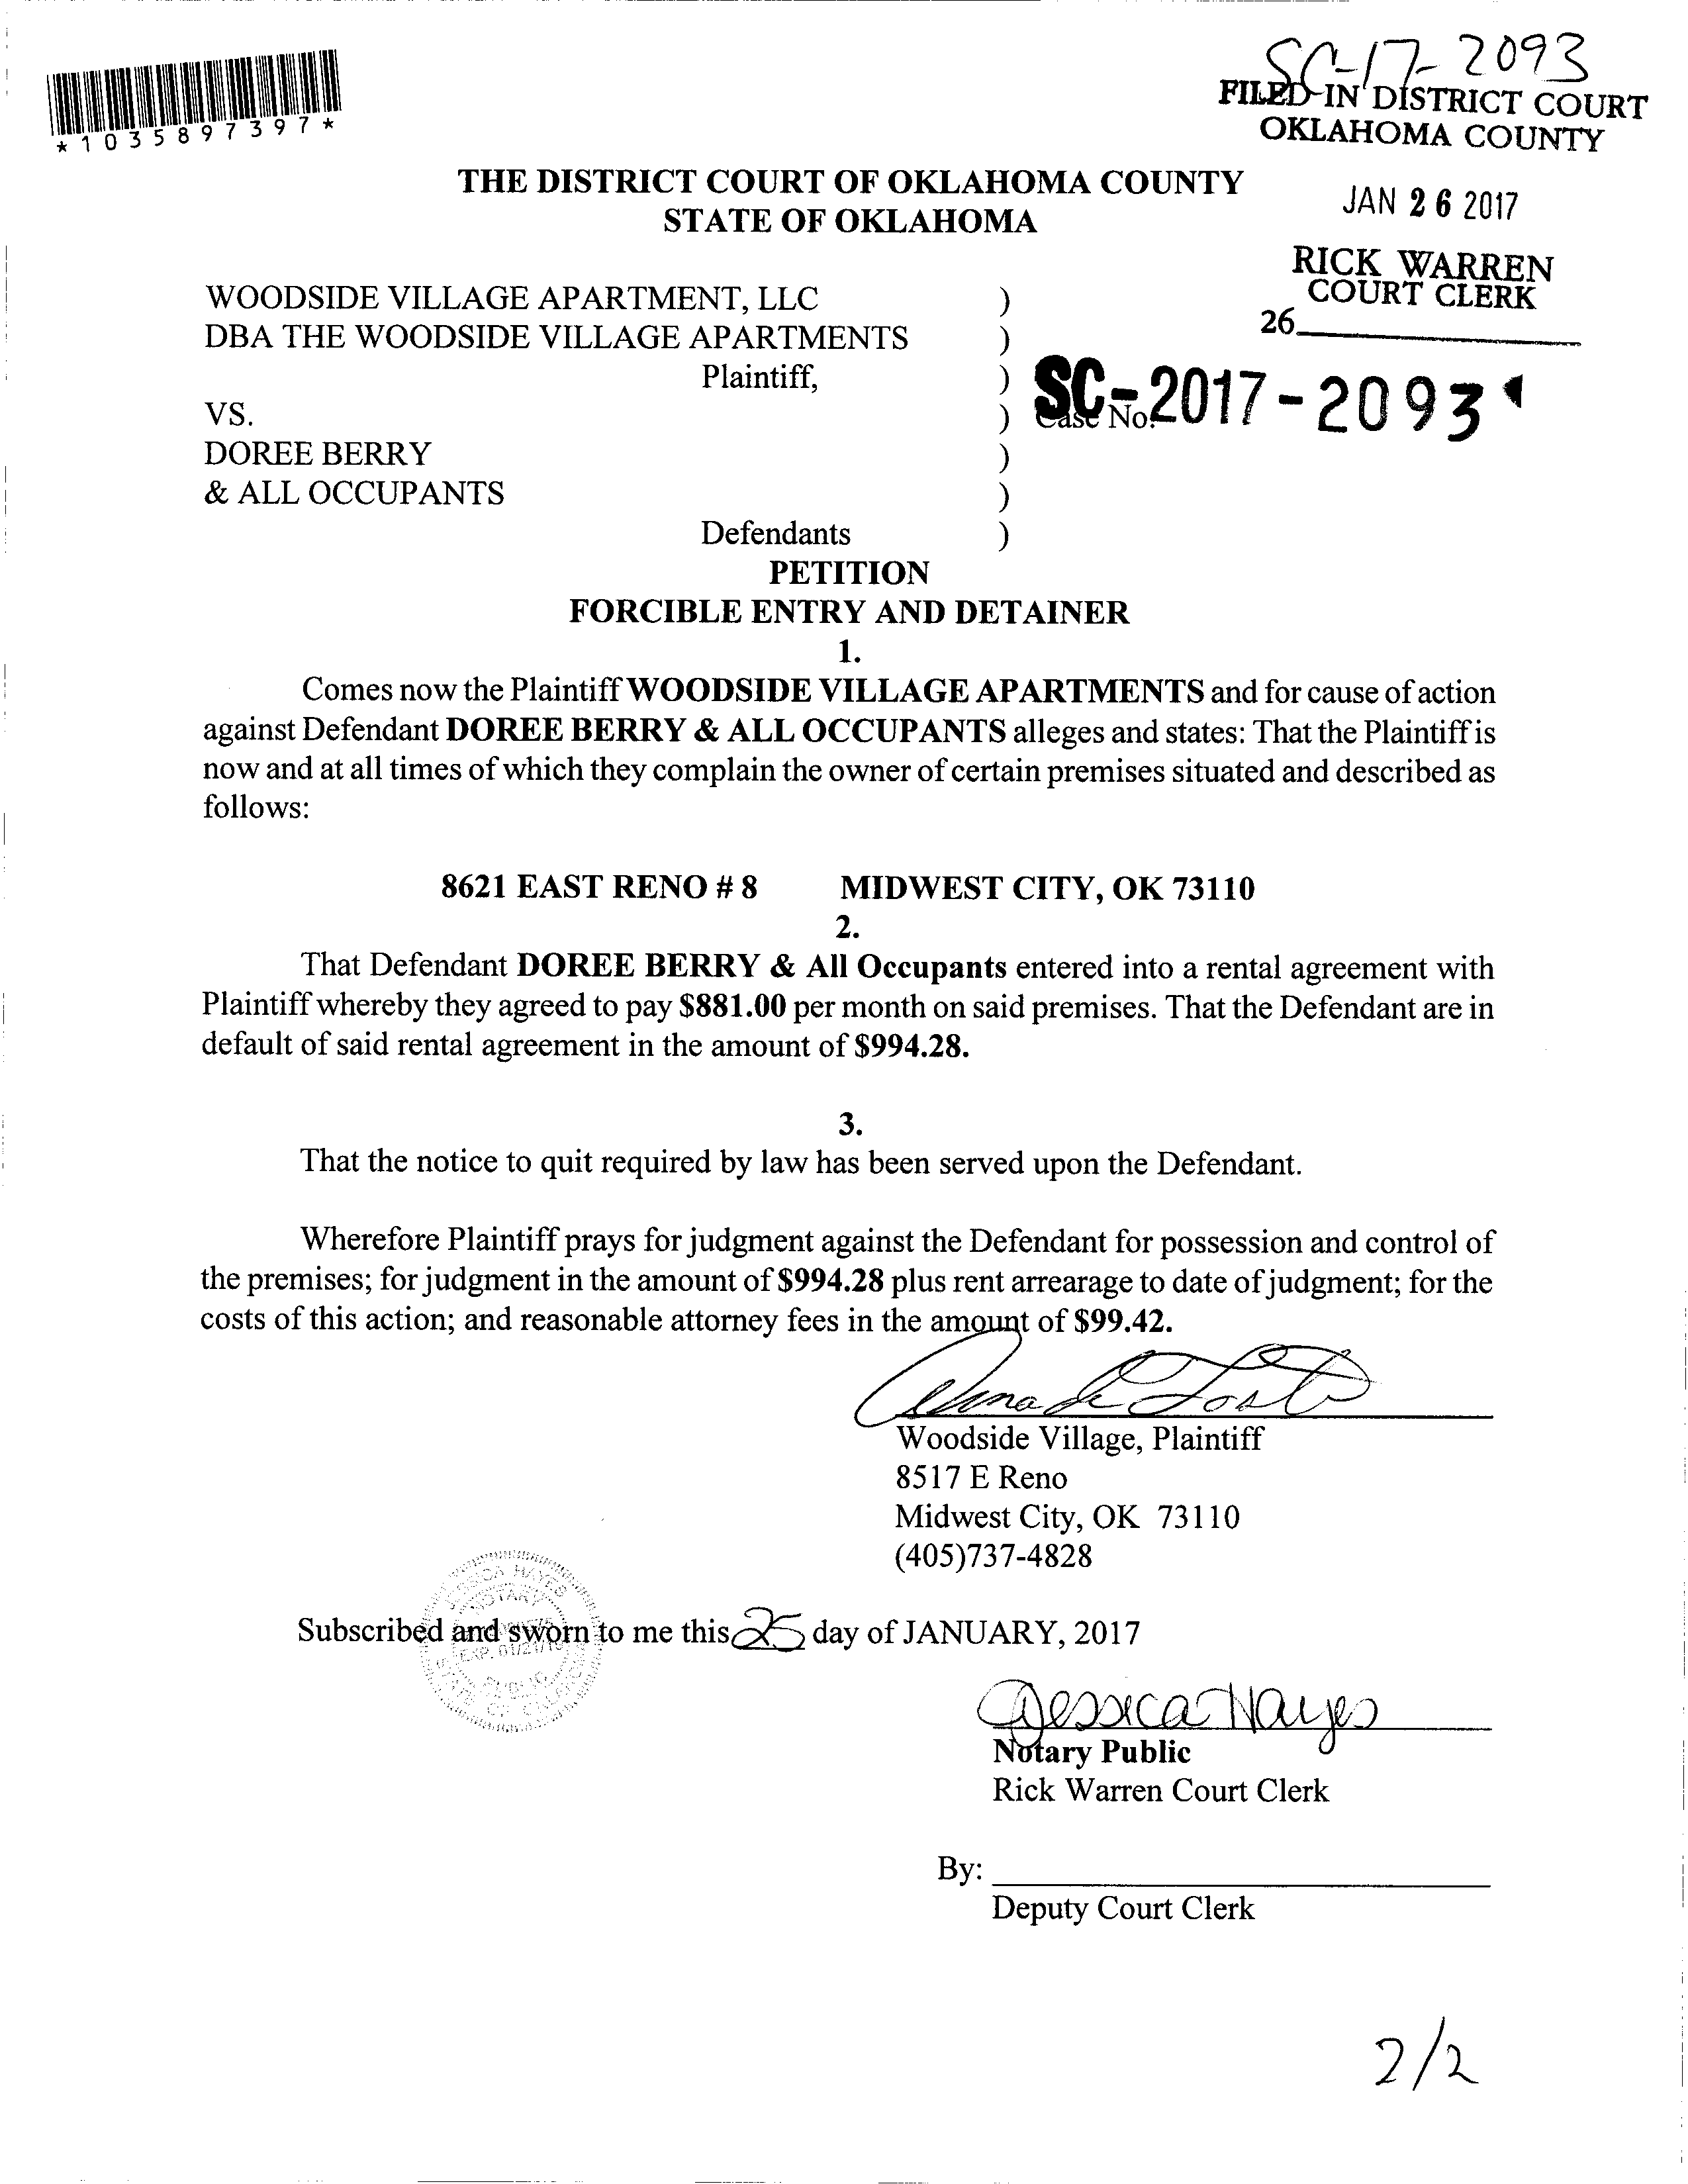 SC-17-2093
FILED IN DISTRICT COURT
OKLAHOMA COUNTY
*1035897397*
JAN 26 2017
RICK WARREN
COURT CLERK
26
THE DISTRICT COURT OF OKLAHOMA COUNTY
STATE OF OKLAHOMA
WOODSIDE VILLAGE APARTMENT, LLC )
DBA THE WOODSIDE VILLAGE APARTMENTS )
Plaintiff, )
VS. ) Case No. SC-2017-2093
DOREE BERRY )
& ALL OCCUPANTS )
Defendants )
PETITION
FORCIBLE ENTRY AND DETAINER
1.
Comes now the Plaintiff WOODSIDE VILLAGE APARTMENTS and for cause of action
against Defendant DOREE BERRY & ALL OCCUPANTS alleges and states: That the Plaintiff is
now and at all times of which they complain the owner of certain premises situated and described as
follows:
8621 EAST RENO # 8 MIDWEST CITY, OK 73110
2.
That Defendant DOREE BERRY & All Occupants entered into a rental agreement with
Plaintiff whereby they agreed to pay $881.00 per month on said premises. That the Defendant are in
default of said rental agreement in the amount of $994.28.
3.
That the notice to quit required by law has been served upon the Defendant.
Wherefore Plaintiff prays for judgment against the Defendant for possession and control of
the premises; for judgment in the amount of $994.28 plus rent arrearage to date of judgment; for the
costs of this action; and reasonable attorney fees in the amount of $99.42.
Woodside Village, Plaintiff
8517 E Reno
Midwest City, OK 73110
(405)737-4828
JESSICA HAYES
NOTARY
EXP. 01/21/19
PUBLIC
STATE OF OKLAHOMA
Subscribed and sworn to me this 25 day of JANUARY, 2017
Jessica Hayes
Notary Public
Rick Warren Court Clerk
By:
Deputy Court Clerk
2/2